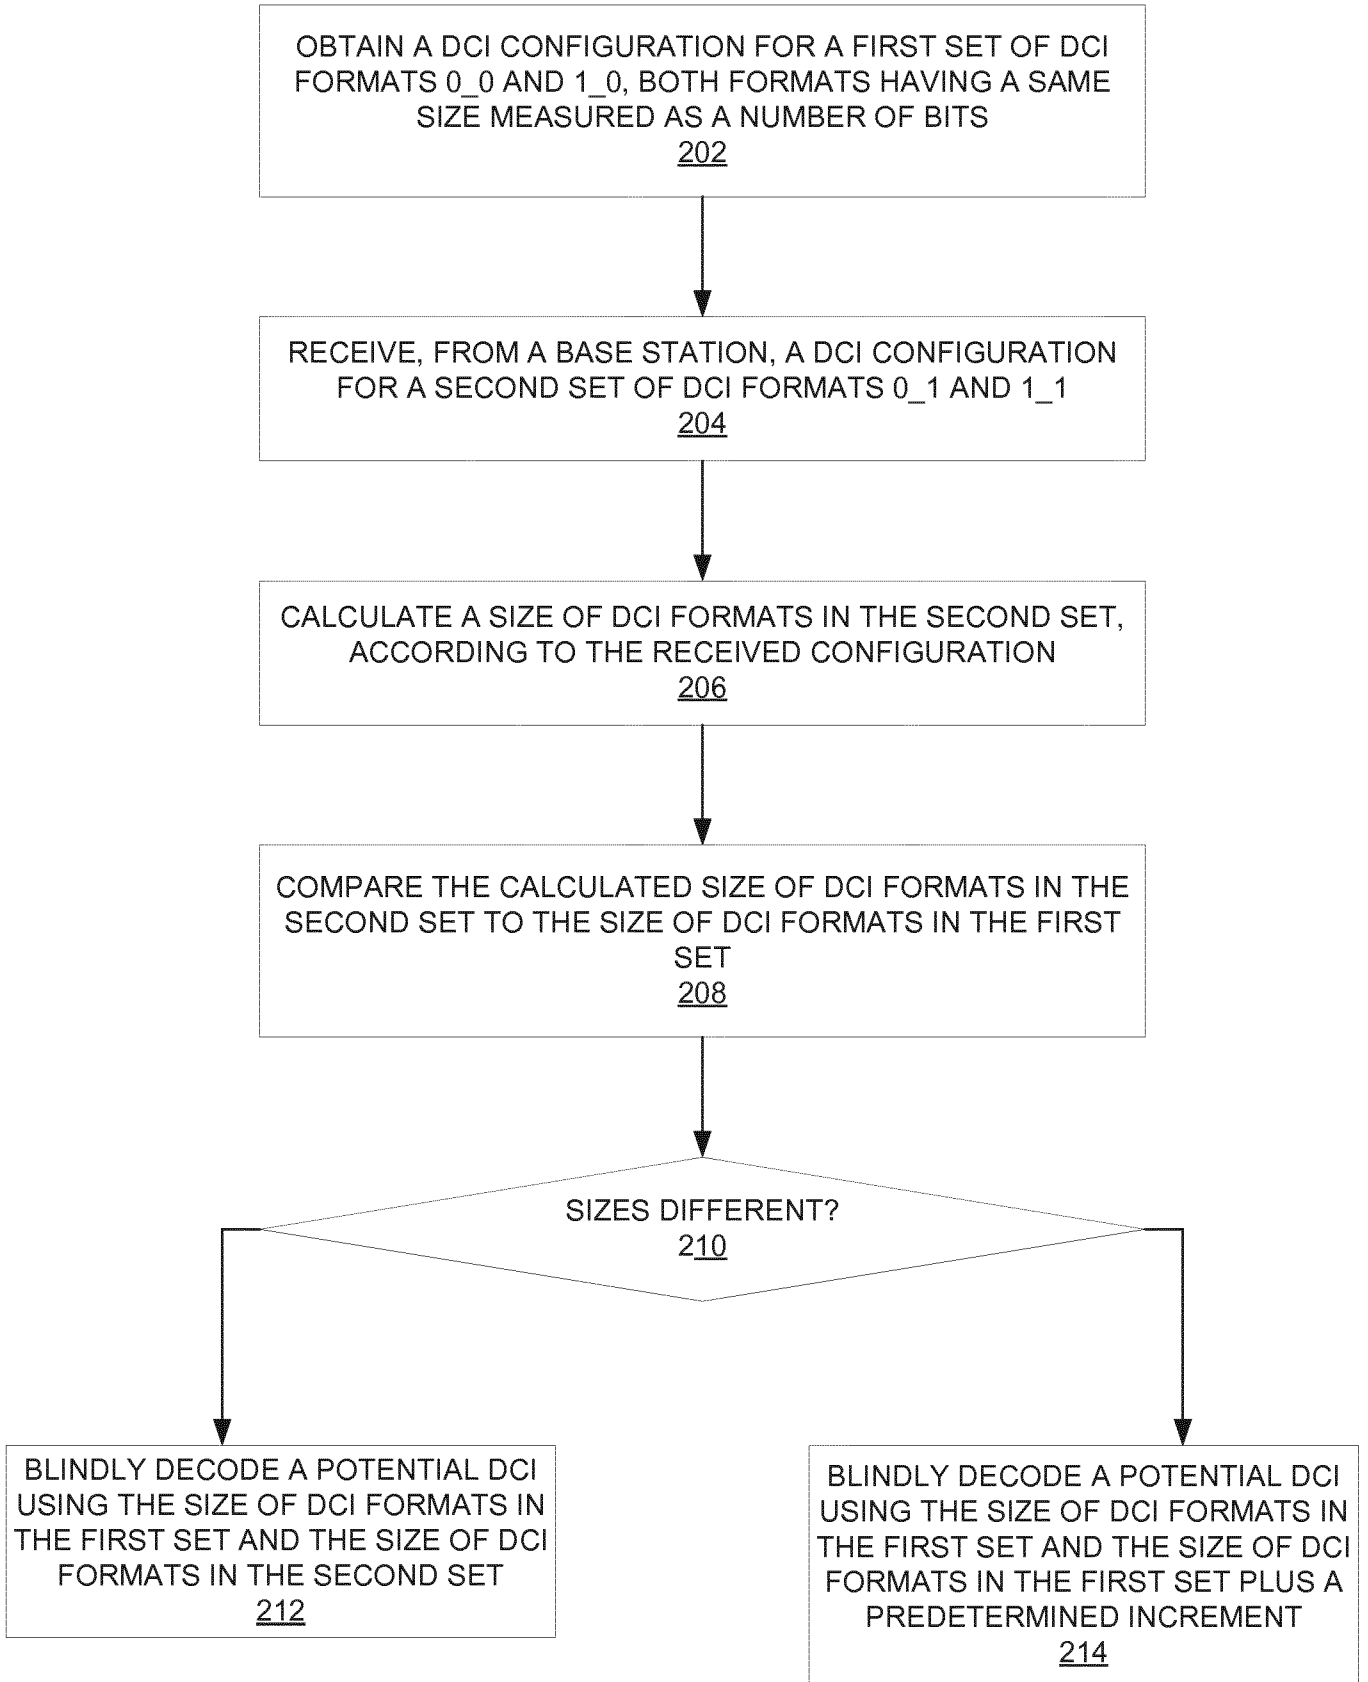 OBTAIN A DCI CONFIGURATION FOR A FIRST SET OF DCI
FORMATS 0_0 AND 1_0, BOTH FORMATS HAVING A SAME
SIZE MEASURED AS A NUMBER OF BITS
202
RECEIVE, FROM A BASE STATION, A DCI CONFIGURATION
FOR A SECOND SET OF DCI FORMATS 0_1 AND 1_1
204
CALCULATE A SIZE OF DCI FORMATS IN THE SECOND SET,
ACCORDING TO THE RECEIVED CONFIGURATION
206
COMPARE THE CALCULATED SIZE OF DCI FORMATS IN THE
SECOND SET TO THE SIZE OF DCI FORMATS IN THE FIRST
SET
208
SIZES DIFFERENT?
210
BLINDLY DECODE A POTENTIAL DCI
USING THE SIZE OF DCI FORMATS IN
THE FIRST SET AND THE SIZE OF DCI
FORMATS IN THE SECOND SET
212
BLINDLY DECODE A POTENTIAL DCI
USING THE SIZE OF DCI FORMATS IN
THE FIRST SET AND THE SIZE OF DCI
FORMATS IN THE FIRST SET PLUS A
PREDETERMINED INCREMENT
214